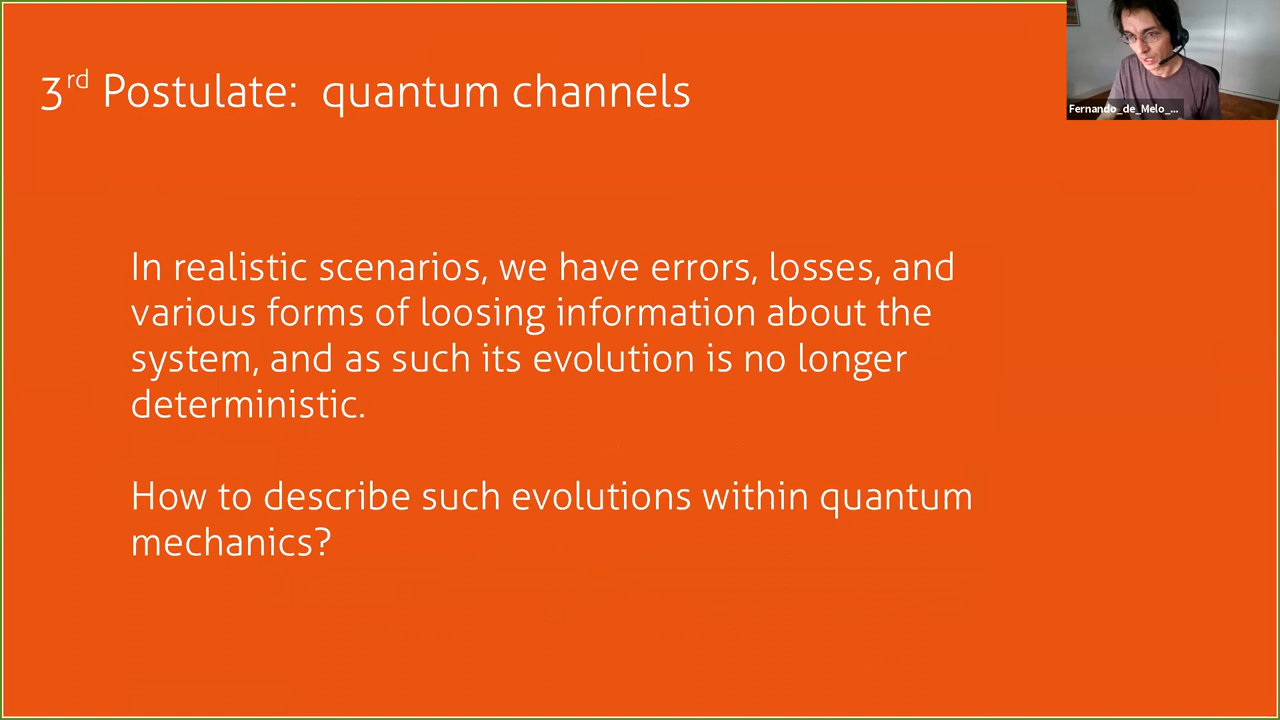 3rd Postulate: quantum channels
Fernando_de_Melo_...
In realistic scenarios, we have errors, losses, and
various forms of loosing information about the
system, and as such its evolution is no longer
deterministic.
How to describe such evolutions within quantum
mechanics?